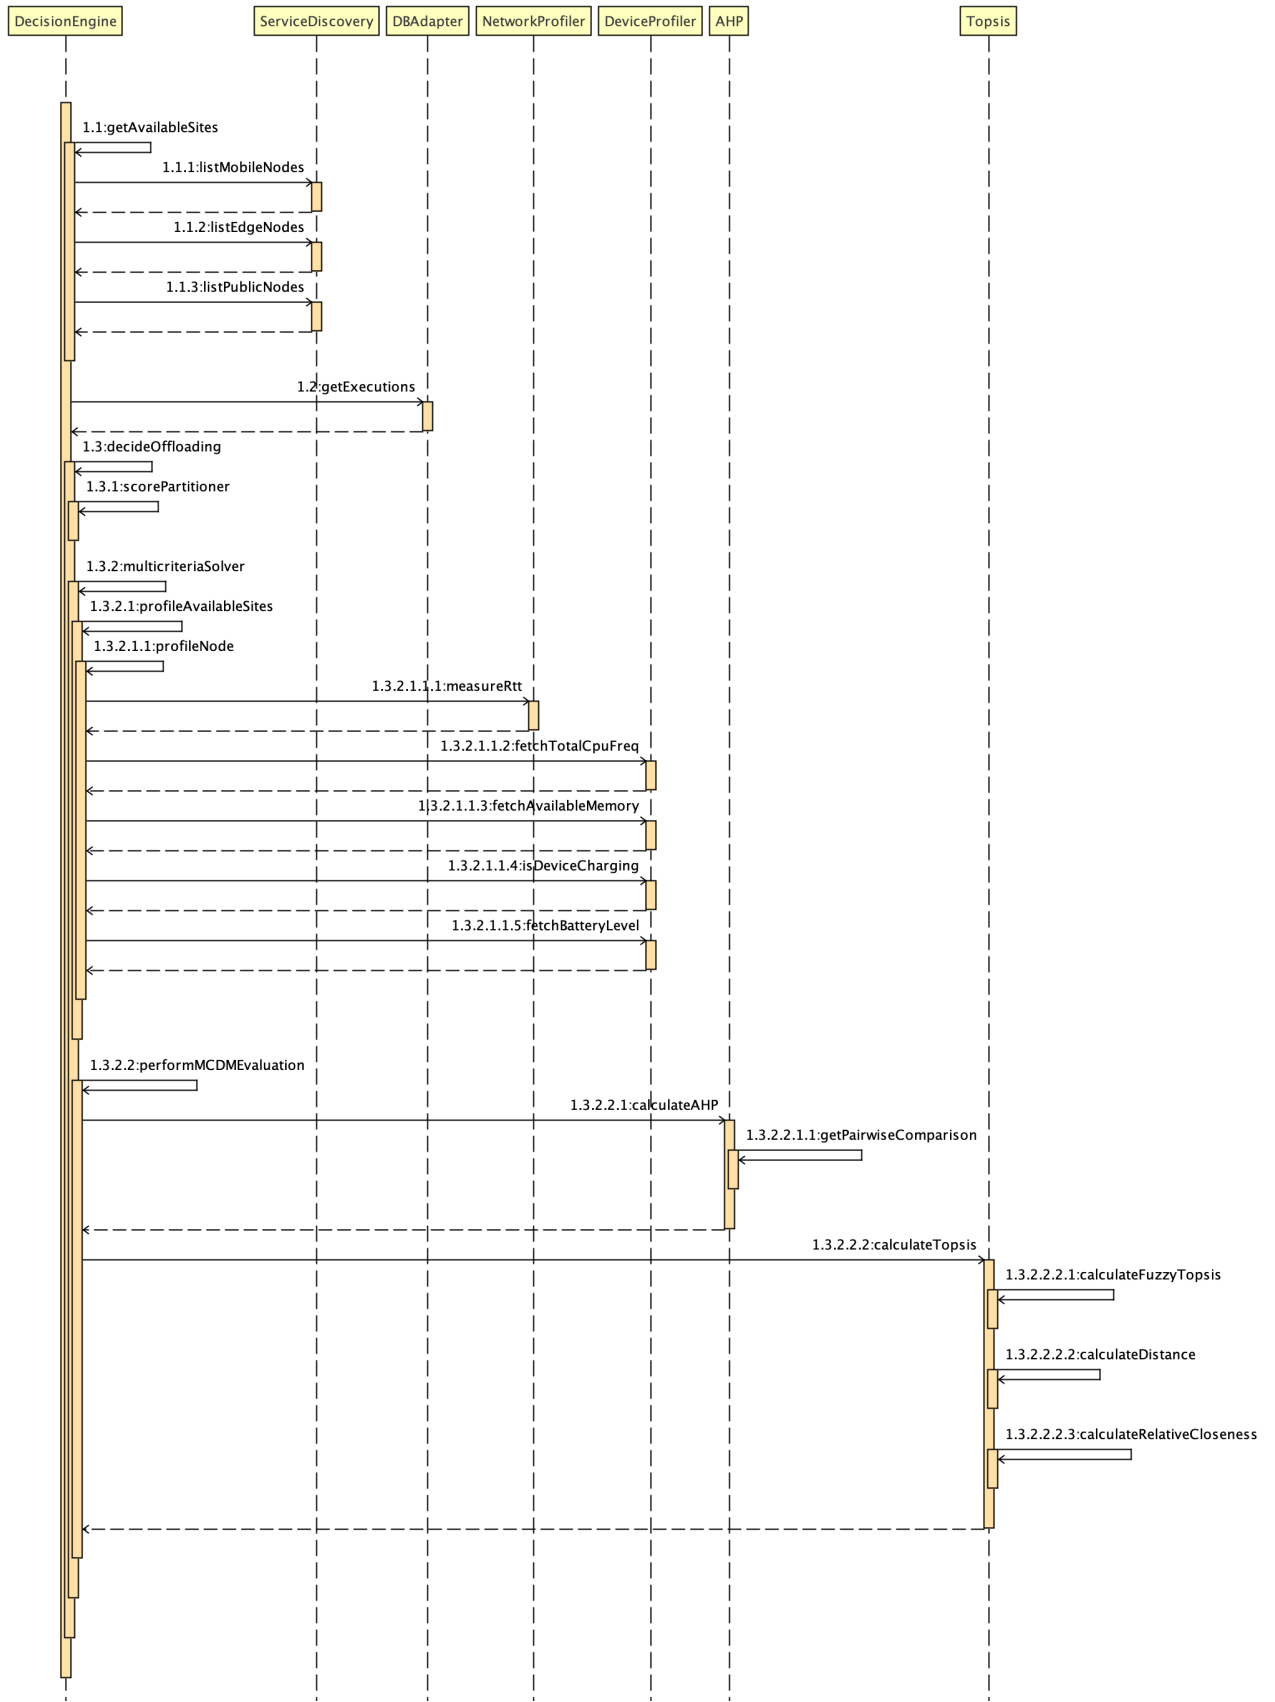 DecisionEngine ServiceDiscovery DBAdapter NetworkProfiler DeviceProfiler AHP Topsis
1.1:getAvailableSites
1.1.1:listMobileNodes
1.1.2:listEdgeNodes
1.1.3:listPublicNodes
1.2:getExecutions
1.3:decideOffloading
1.3.1:scorePartitioner
1.3.2:multicriteriaSolver
1.3.2.1:profileAvailableSites
1.3.2.1.1:profileNode
1.3.2.1.1.1:measureRtt
1.3.2.1.1.2:fetchTotalCpuFreq
1.3.2.1.1.3:fetchAvailableMemory
1.3.2.1.1.4:isDeviceCharging
1.3.2.1.1.5:fetchBatteryLevel
1.3.2.2:performMCDMEvaluation
1.3.2.2.1:calculateAHP
1.3.2.2.1.1:getPairwiseComparison
1.3.2.2.2:calculateTopsis
1.3.2.2.2.1:calculateFuzzyTopsis
1.3.2.2.2.2:calculateDistance
1.3.2.2.2.3:calculateRelativeCloseness